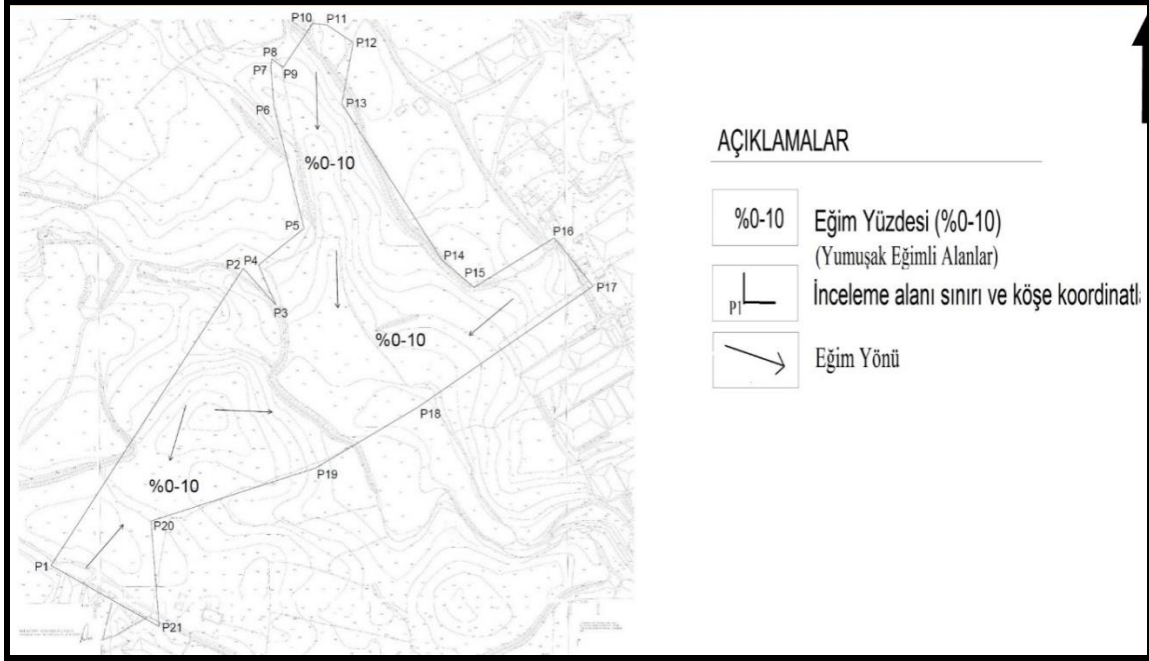 P10 P11
P12
P8
P7 P9
P13
P6
%0-10
P5
P16
P14
P4
P2
P15
P17
P3
%0-10
P18
P19
%0-10
P20
P1
P21
AÇIKLAMALAR
%0-10 Eğim Yüzdesi (%0-10)
(Yumuşak Eğimli Alanlar)
P1 İnceleme alanı sınırı ve köşe koordinatla
Eğim Yönü